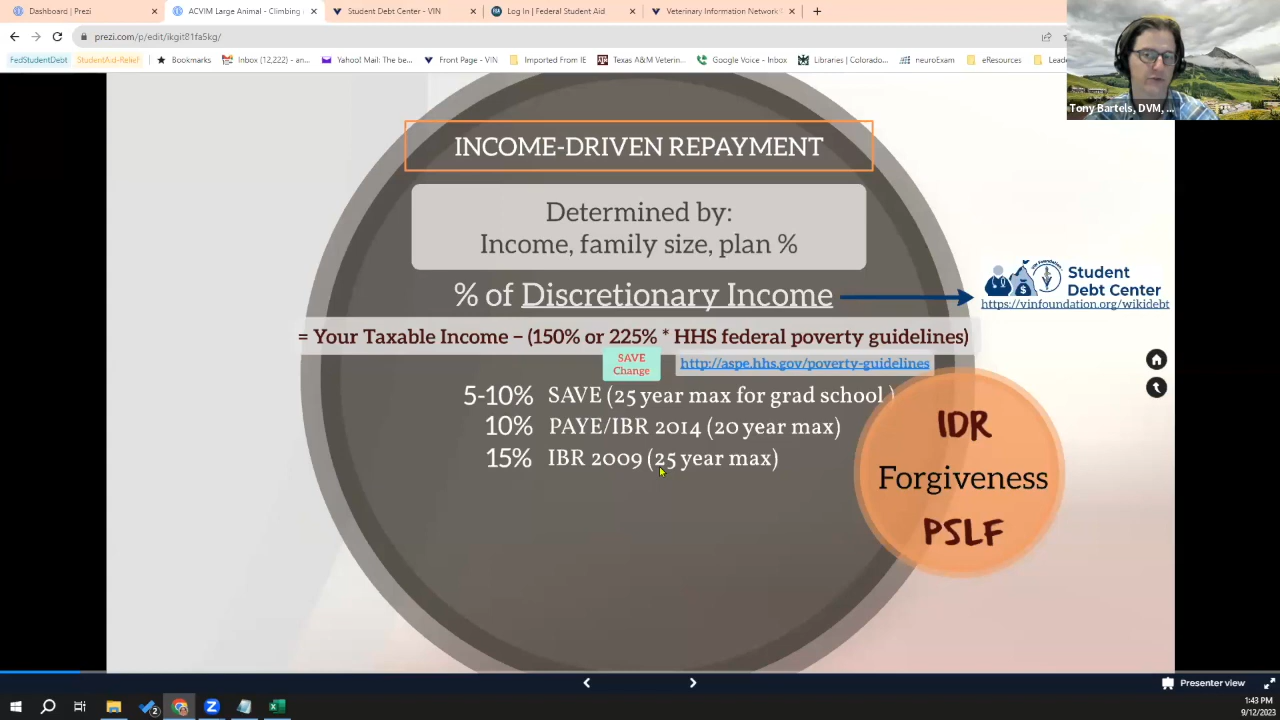 Dashboard | Prezi
ACVIM Large Animal - Climbing
Student Debt Center - VIN
Log In | Federal Student Aid
Veterinary Information Network
prezi.com/p/edit/ikgit81fa5kg/
FedStudentDebt
StudentAid-Relief
Bookmarks
Inbox (12,222) - an...
Yahoo! Mail: The be...
Front Page - VIN
Imported From IE
Texas A&M Veterin...
Google Voice - Inbox
Libraries | Colorado...
neuroExam
eResources
Leade
Tony Bartels, DVM, ...
INCOME-DRIVEN REPAYMENT
Determined by:
Income, family size, plan %
% of Discretionary Income
Student
Debt Center
https://vinfoundation.org/wikidebt
= Your Taxable Income – (150% or 225% * HHS federal poverty guidelines)
SAVE
Change
http://aspe.hhs.gov/poverty-guidelines
5-10% SAVE (25 year max for grad school )
10% PAYE/IBR 2014 (20 year max)
15% IBR 2009 (25 year max)
IDR
Forgiveness
PSLF
Presenter view
1:43 PM
9/12/2023